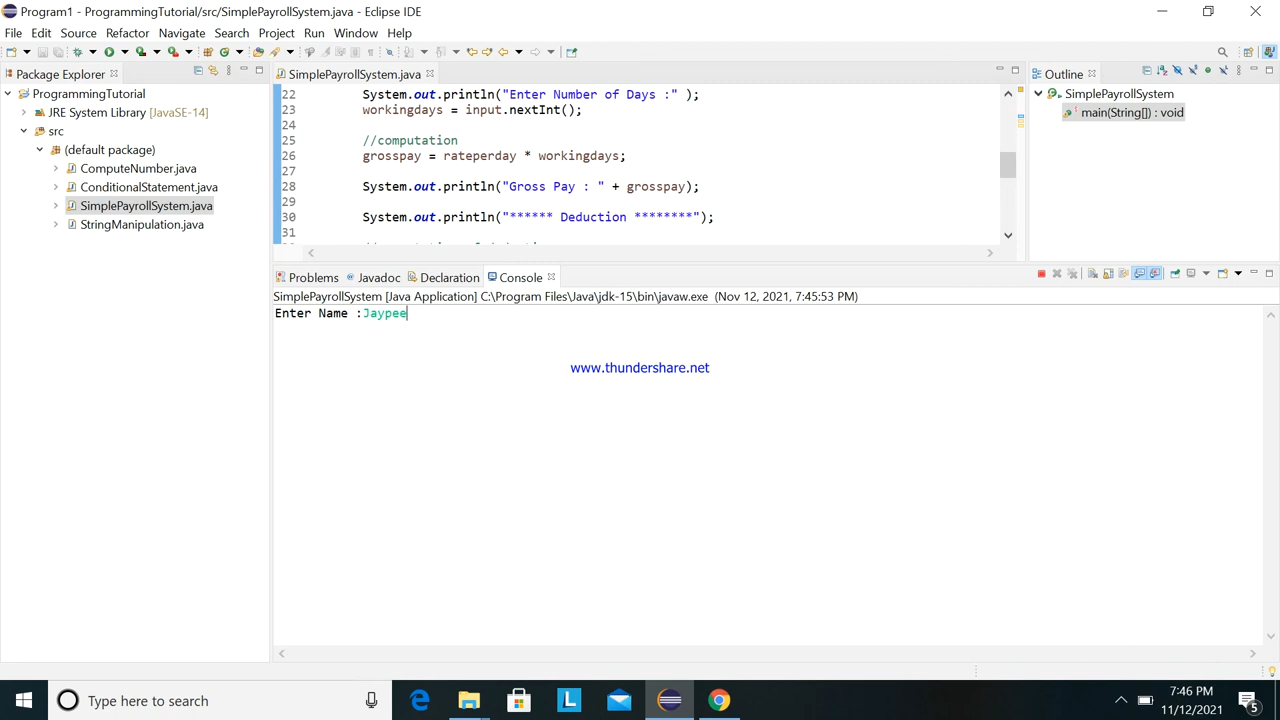 Program1 - ProgrammingTutorial/src/SimplePayrollSystem.java - Eclipse IDE
File Edit Source Refactor Navigate Search Project Run Window Help
Package Explorer
ProgrammingTutorial
JRE System Library [JavaSE-14]
src
(default package)
ComputeNumber.java
ConditionalStatement.java
SimplePayrollSystem.java
StringManipulation.java
SimplePayrollSystem.java
22 System.out.println("Enter Number of Days :" );
23 workingdays = input.nextInt();
24
25 //computation
26 grosspay = rateperday * workingdays;
27
28 System.out.println("Gross Pay : " + grosspay);
29
30 System.out.println("****** Deduction ********");
31
Outline
SimplePayrollSystem
main(String[]) : void
Problems Javadoc Declaration Console
SimplePayrollSystem [Java Application] C:\Program Files\Java\jdk-15\bin\javaw.exe (Nov 12, 2021, 7:45:53 PM)
Enter Name :Jaypee
www.thundershare.net
Type here to search
7:46 PM
11/12/2021
5